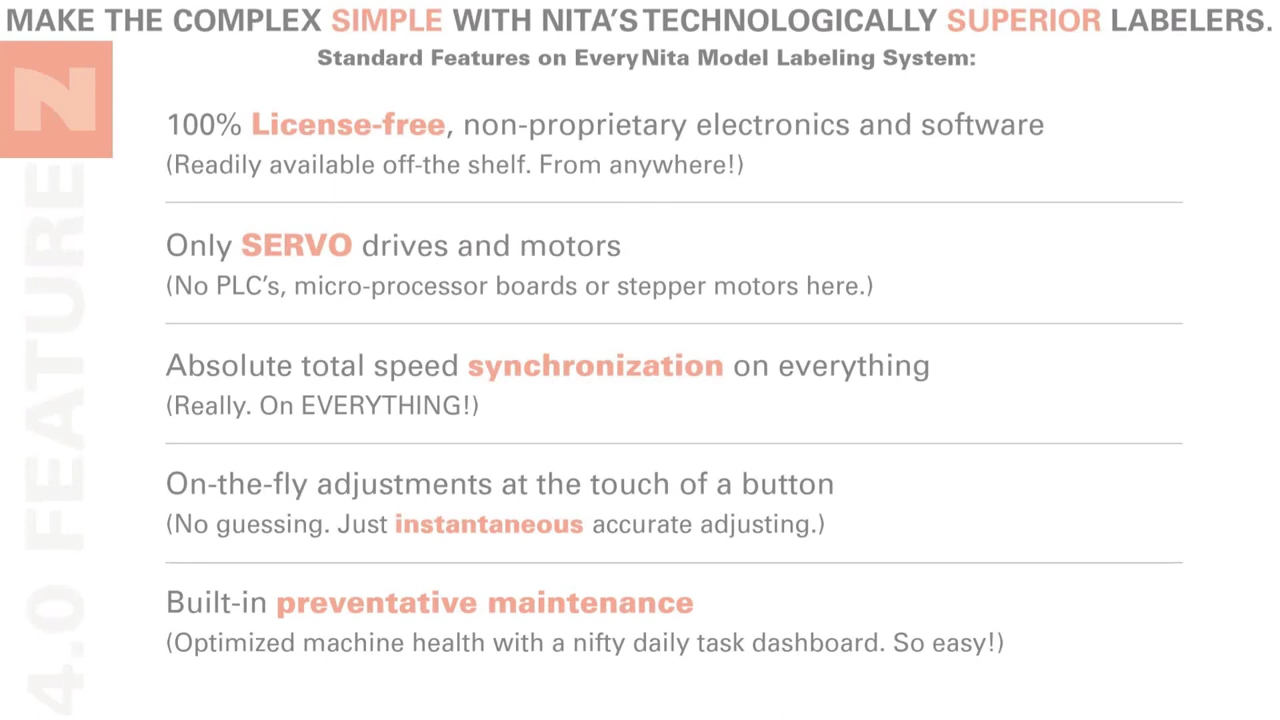 MAKE THE COMPLEX SIMPLE WITH NITA'S TECHNOLOGICALLY SUPERIOR LABELERS.
Standard Features on Every Nita Model Labeling System:
N
4.0 FEATURE
100% License-free, non-proprietary electronics and software
(Readily available off-the shelf. From anywhere!)
Only SERVO drives and motors
(No PLC's, micro-processor boards or stepper motors here.)
Absolute total speed synchronization on everything
(Really. On EVERYTHING!)
On-the-fly adjustments at the touch of a button
(No guessing. Just instantaneous accurate adjusting.)
Built-in preventative maintenance
(Optimized machine health with a nifty daily task dashboard. So easy!)